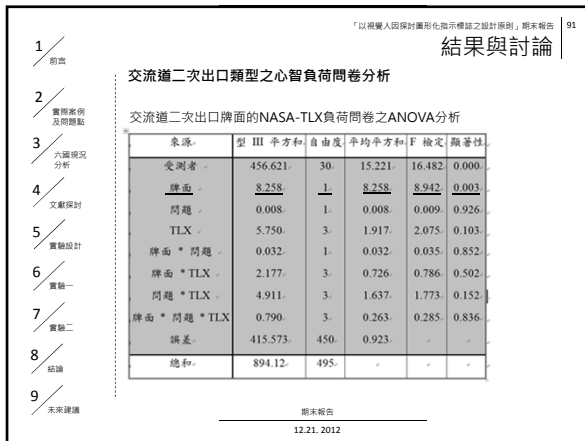 「以視覺人因探討圖形化指示標誌之設計原則」期末報告 91
結果與討論
1 前言
2 實際案例及問題點
3 六國現況分析
4 文獻探討
5 實驗設計
6 實驗一
7 實驗二
8 結論
9 未來建議
交流道二次出口類型之心智負荷問卷分析
交流道二次出口牌面的NASA-TLX負荷問卷之ANOVA分析
來源 型 III 平方和 自由度 平均平方和 F 檢定 顯著性
受測者 456.621 30 15.221 16.482 0.000
牌面 8.258 1 8.258 8.942 0.003
問題 0.008 1 0.008 0.009 0.926
TLX 5.750 3 1.917 2.075 0.103
牌面 * 問題 0.032 1 0.032 0.035 0.852
牌面 * TLX 2.177 3 0.726 0.786 0.502
問題 * TLX 4.911 3 1.637 1.773 0.152
牌面 * 問題 * TLX 0.790 3 0.263 0.285 0.836
誤差 415.573 450 0.923
總和 894.12 495
期末報告
12.21. 2012